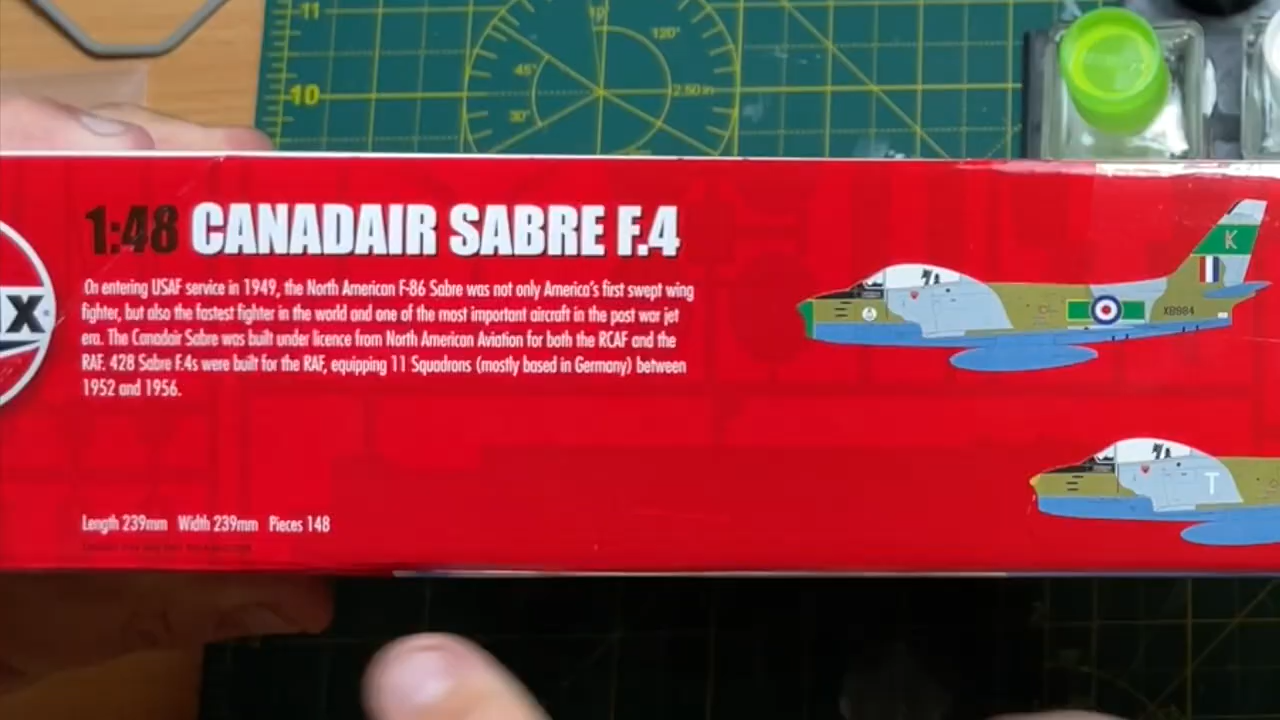 11
10
120°
45°
30°
2.50 in
1:48 CANADAIR SABRE F.4
On entering USAF service in 1949, the North American F-86 Sabre was not only America's first swept wing
fighter, but also the fastest fighter in the world and one of the most important aircraft in the post war jet
era. The Canadair Sabre was built under licence from North American Aviation for both the RCAF and the
RAF. 428 Sabre F.4s were built for the RAF, equipping 11 Squadrons (mostly based in Germany) between
1952 and 1956.
X
K
XB984
T
Length 239mm Width 239mm Pieces 148